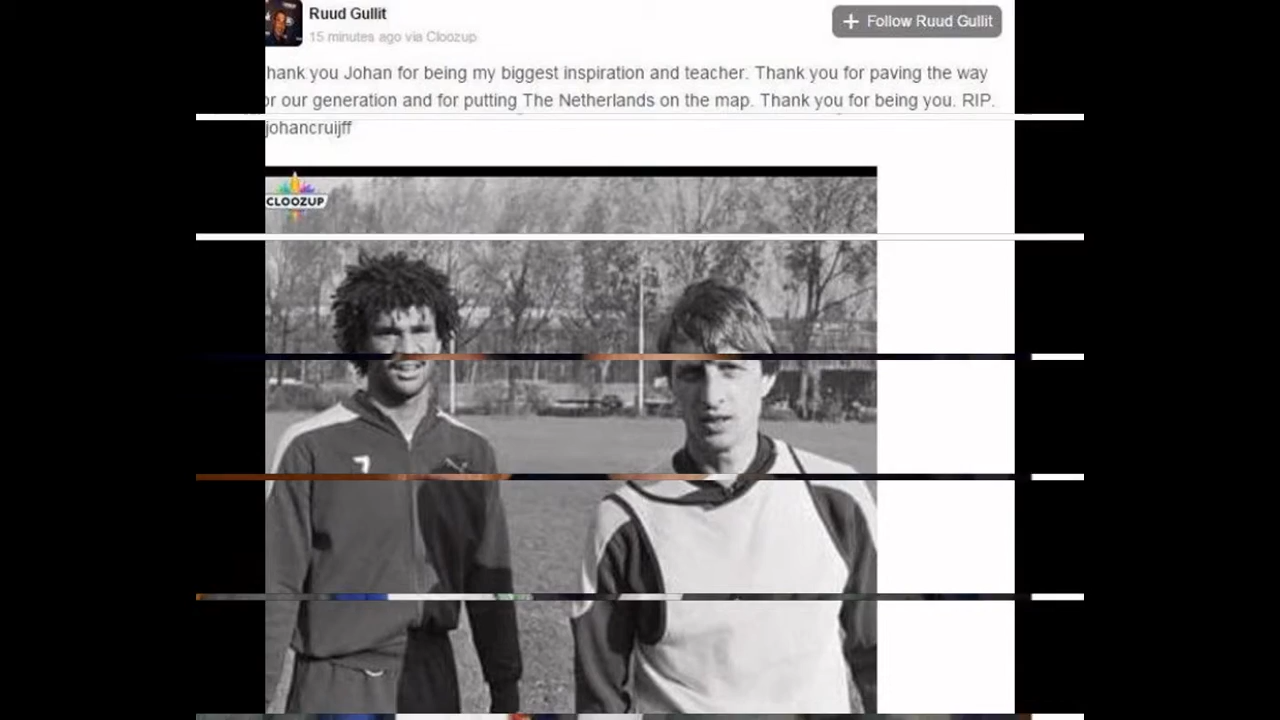 Ruud Gullit
+ Follow Ruud Gullit
15 minutes ago via Cloozup
hank you Johan for being my biggest inspiration and teacher. Thank you for paving the way
or our generation and for putting The Netherlands on the map. Thank you for being you. RIP.
johancruijff
CLOOZUP
7